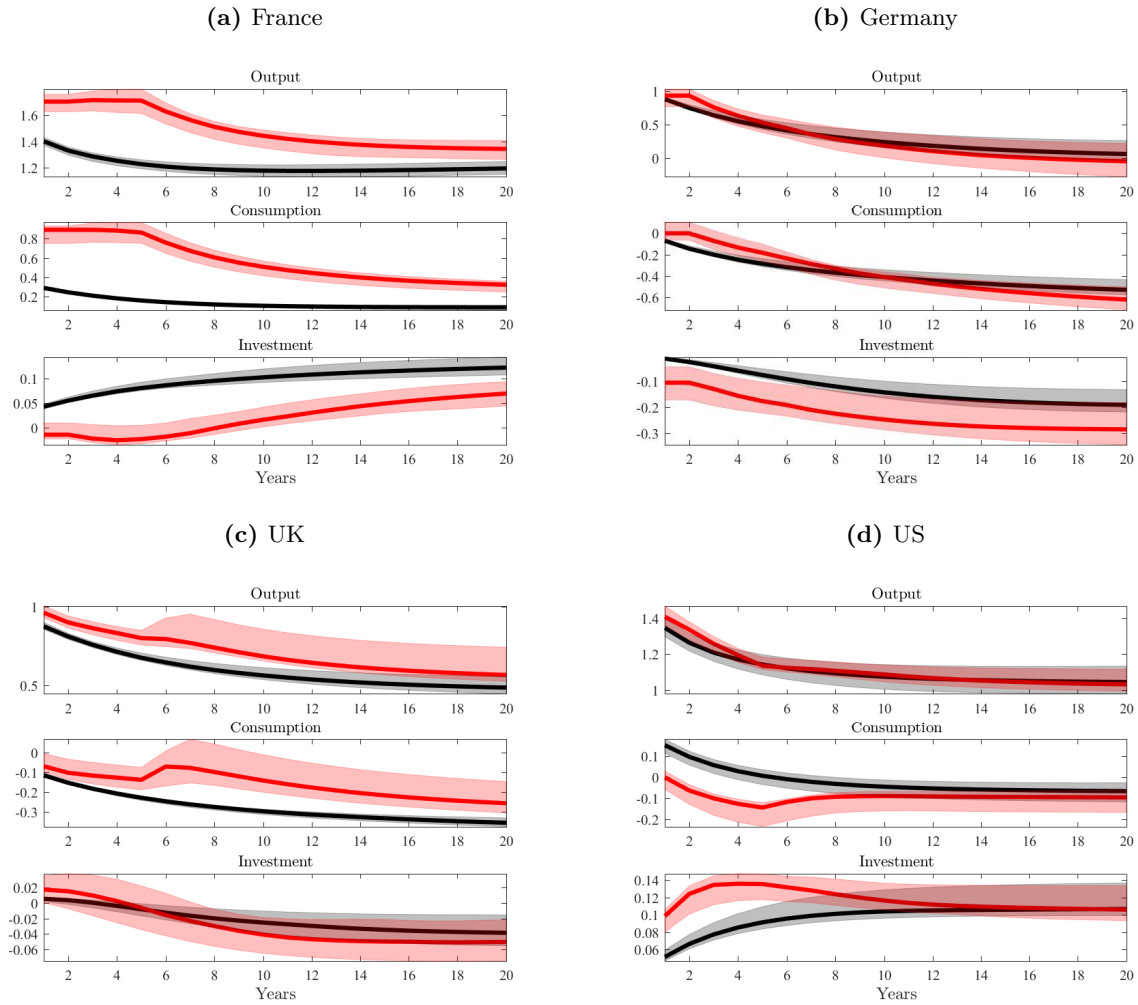 (a) France
Output
1.6
1.4
1.2
2 4 6 8 10 12 14 16 18 20
Consumption
0.8
0.6
0.4
0.2
2 4 6 8 10 12 14 16 18 20
Investment
0.1
0.05
0
2 4 6 8 10 12 14 16 18 20
Years
(b) Germany
Output
1
0.5
0
2 4 6 8 10 12 14 16 18 20
Consumption
0
-0.2
-0.4
-0.6
2 4 6 8 10 12 14 16 18 20
Investment
-0.1
-0.2
-0.3
2 4 6 8 10 12 14 16 18 20
Years
(c) UK
Output
1
0.5
2 4 6 8 10 12 14 16 18 20
Consumption
0
-0.1
-0.2
-0.3
2 4 6 8 10 12 14 16 18 20
Investment
0.02
0
-0.02
-0.04
-0.06
2 4 6 8 10 12 14 16 18 20
Years
(d) US
Output
1.4
1.2
1
2 4 6 8 10 12 14 16 18 20
Consumption
0.1
0
-0.1
-0.2
2 4 6 8 10 12 14 16 18 20
Investment
0.14
0.12
0.1
0.08
0.06
2 4 6 8 10 12 14 16 18 20
Years